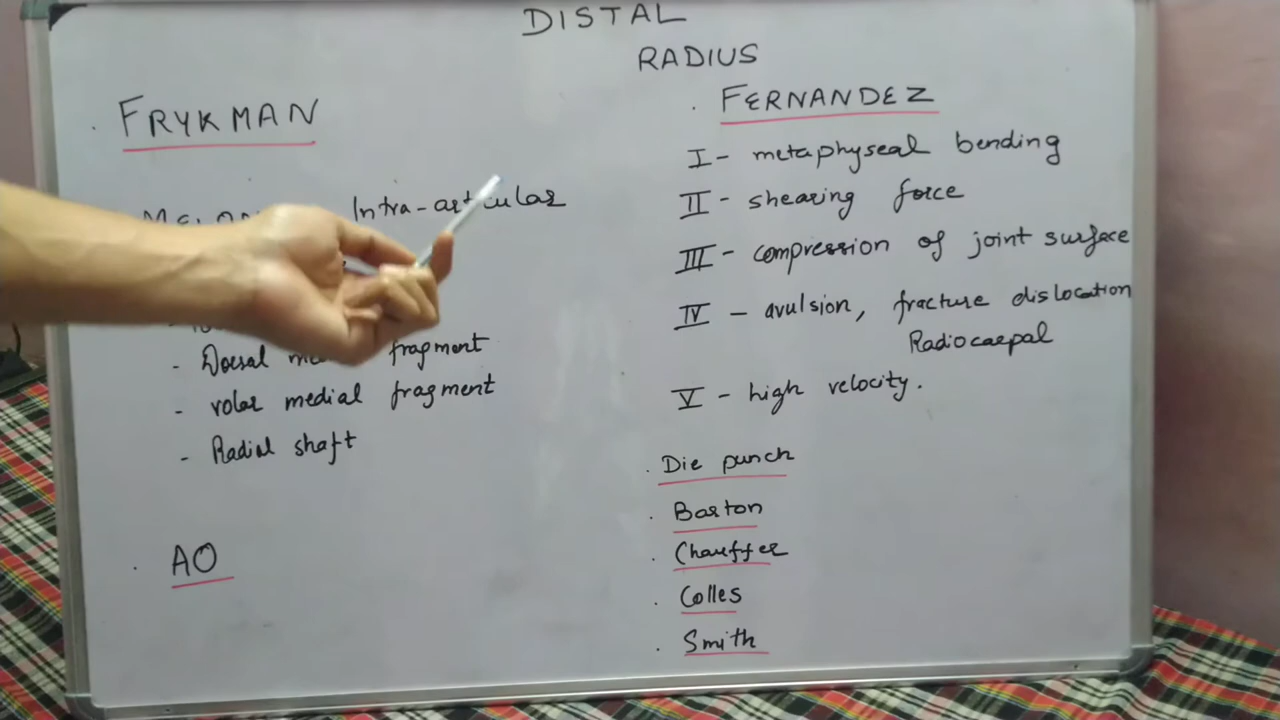 DISTAL
RADIUS
FRYKMAN
Intra-articular
- Dorsal fragment
- volar medial fragment
- Radial shaft
AO
FERNANDEZ
I - metaphyseal bending
II - shearing force
III - compression of joint surface
IV - avulsion, fracture dislocation
Radiocarpal
V - high velocity.
Die punch
Barton
Chauffer
Colles
Smith